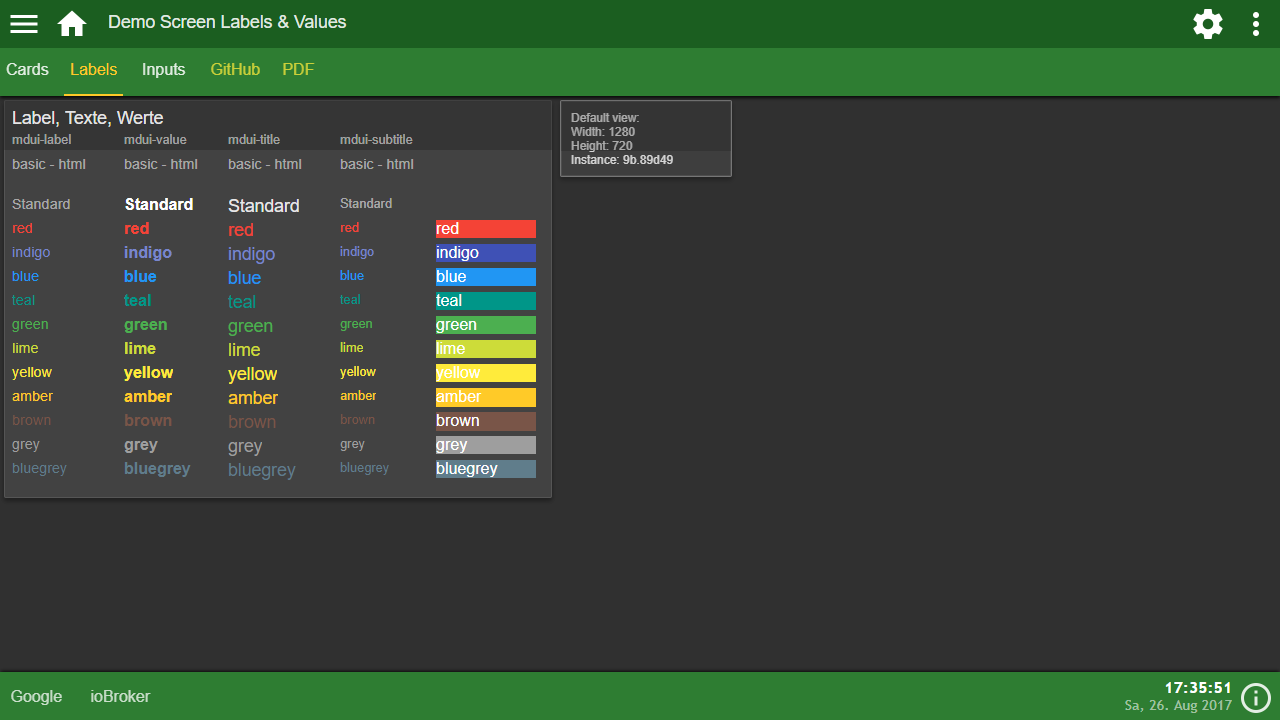 Demo Screen Labels & Values
Cards Labels Inputs GitHub PDF
Label, Texte, Werte
mdui-label mdui-value mdui-title mdui-subtitle
basic - html basic - html basic - html basic - html
Standard Standard Standard Standard
red red red red red
indigo indigo indigo indigo indigo
blue blue blue blue blue
teal teal teal teal teal
green green green green green
lime lime lime lime lime
yellow yellow yellow yellow yellow
amber amber amber amber amber
brown brown brown brown brown
grey grey grey grey grey
bluegrey bluegrey bluegrey bluegrey bluegrey
Default view:
Width: 1280
Height: 720
Instance: 9b.89d49
Google ioBroker
17:35:51
Sa, 26. Aug 2017